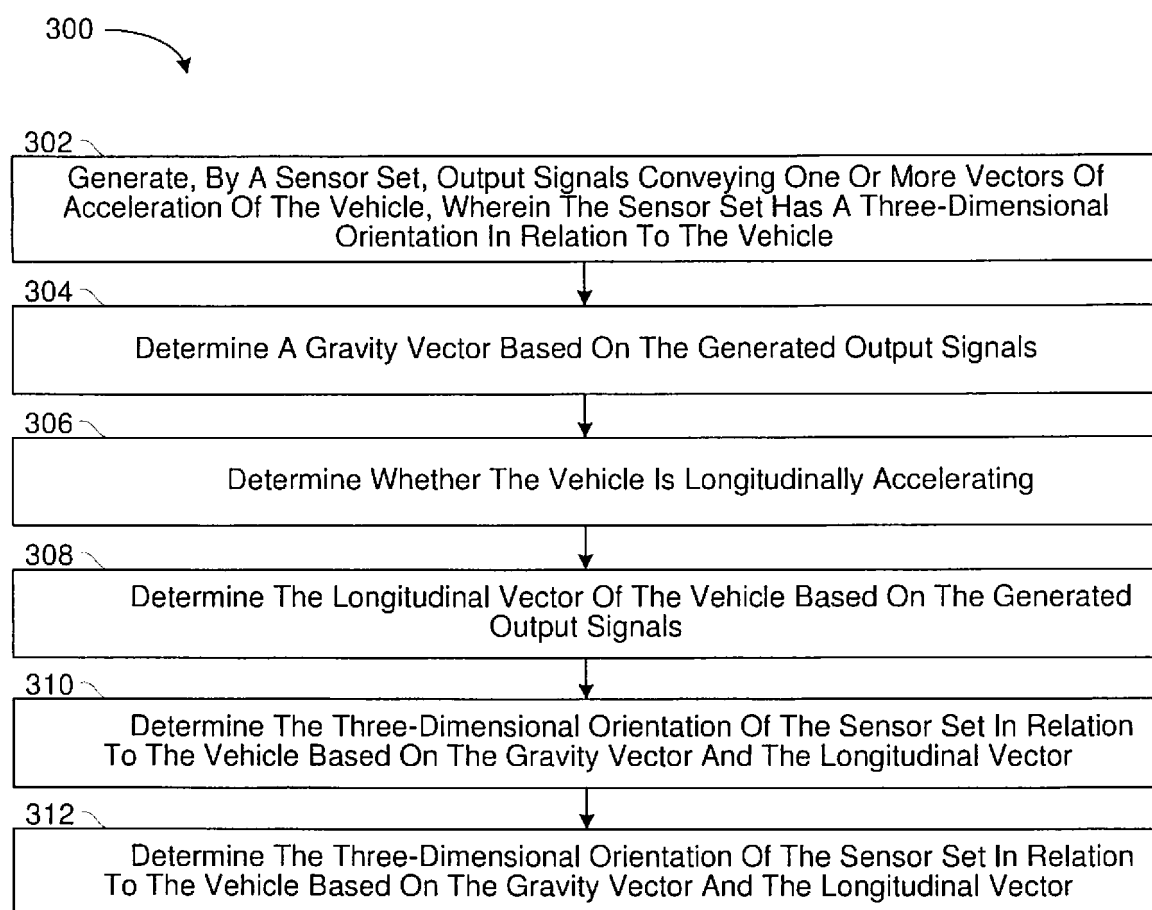 300
302
Generate, By A Sensor Set, Output Signals Conveying One Or More Vectors Of
Acceleration Of The Vehicle, Wherein The Sensor Set Has A Three-Dimensional
Orientation In Relation To The Vehicle
304
Determine A Gravity Vector Based On The Generated Output Signals
306
Determine Whether The Vehicle Is Longitudinally Accelerating
308
Determine The Longitudinal Vector Of The Vehicle Based On The Generated
Output Signals
310
Determine The Three-Dimensional Orientation Of The Sensor Set In Relation
To The Vehicle Based On The Gravity Vector And The Longitudinal Vector
312
Determine The Three-Dimensional Orientation Of The Sensor Set In Relation
To The Vehicle Based On The Gravity Vector And The Longitudinal Vector